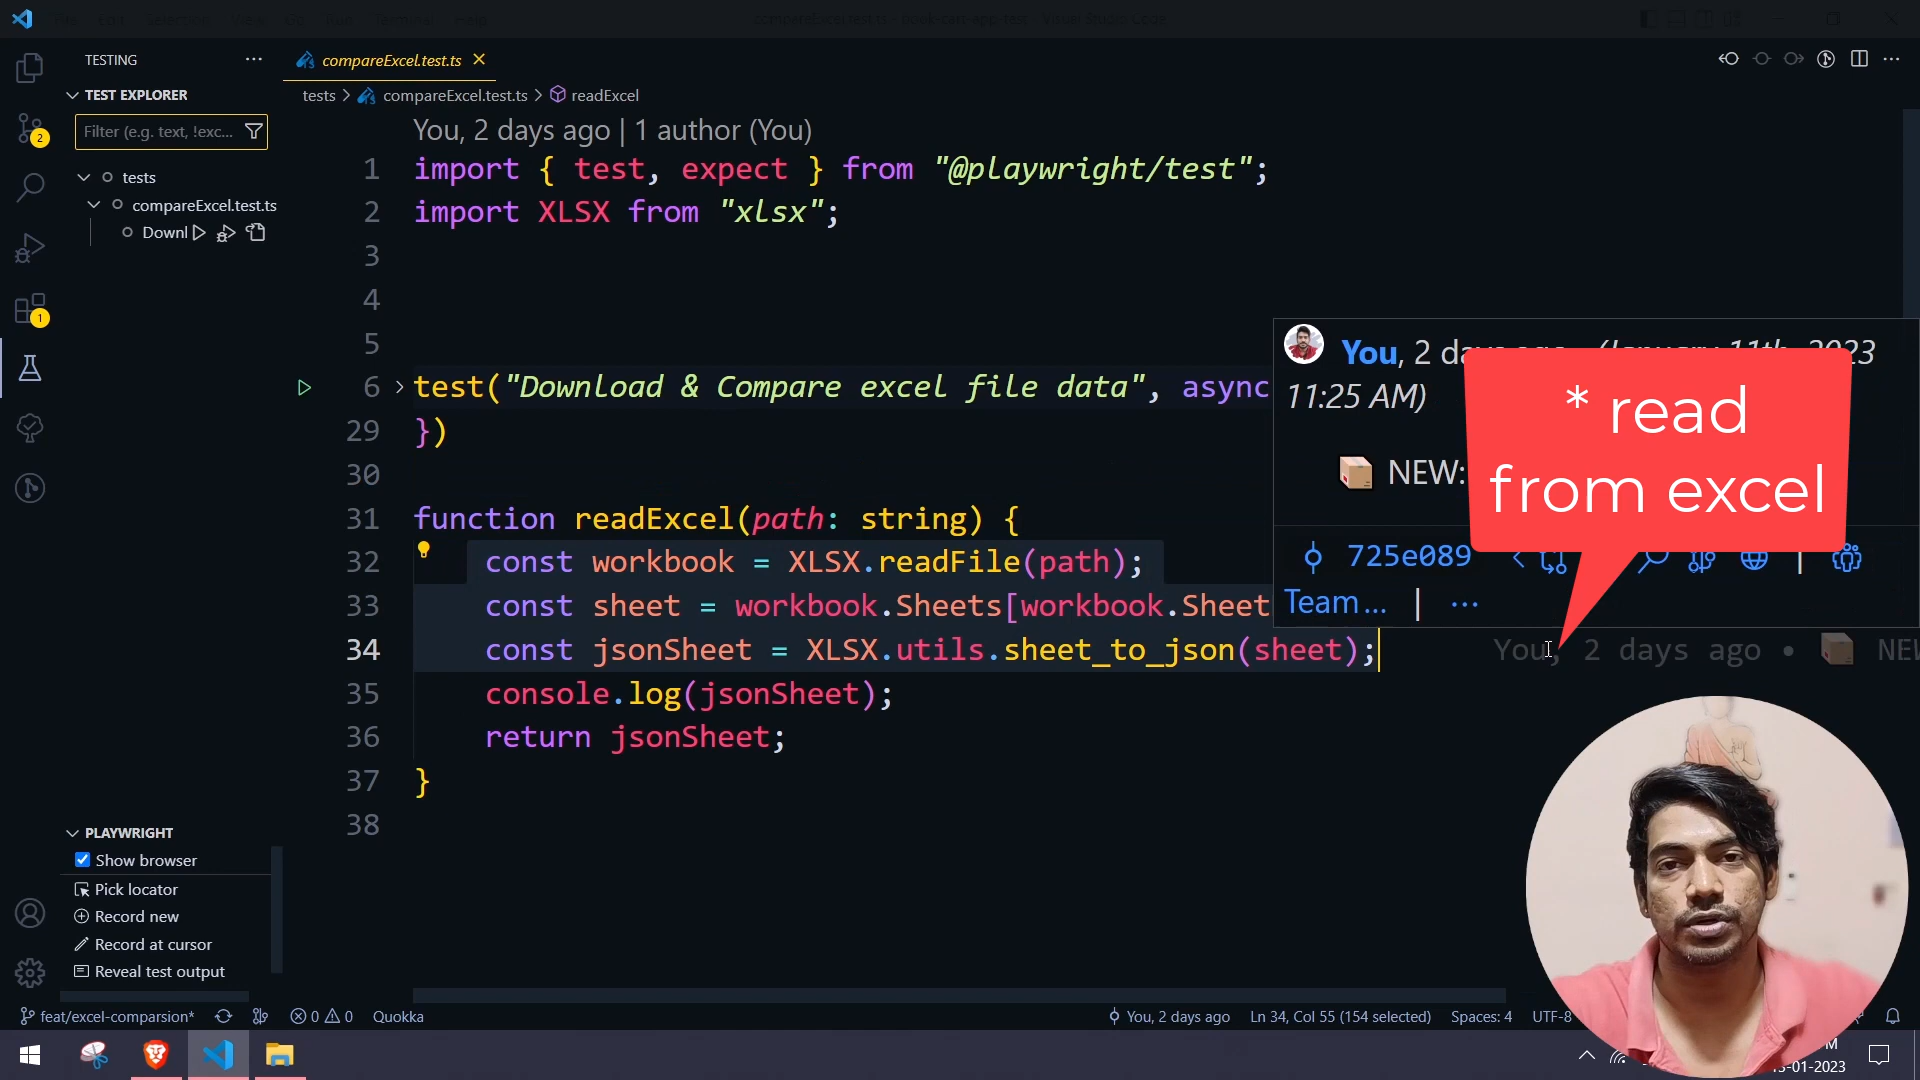 TESTING
compareExcel.test.ts
TEST EXPLORER
tests
compareExcel.test.ts
readExcel
Filter (e.g. text, !exc...
You, 2 days ago | 1 author (You)
tests
compareExcel.test.ts
Downl
1 import { test, expect } from "@playwright/test";
2 import XLSX from "xlsx";
3
4
5
6 test("Download & Compare excel file data", async
29 })
30
31 function readExcel(path: string) {
32 const workbook = XLSX.readFile(path);
33 const sheet = workbook.Sheets[workbook.Sheet
34 const jsonSheet = XLSX.utils.sheet_to_json(sheet);
35 console.log(jsonSheet);
36 return jsonSheet;
37 }
38
You, 2 days ago
11:25 AM)
NEW:
725e089
Team... | ...
* read
from excel
You, 2 days ago •
2
1
PLAYWRIGHT
Show browser
Pick locator
Record new
Record at cursor
Reveal test output
feat/excel-comparsion*
0
0
Quokka
You, 2 days ago
Ln 34, Col 55 (154 selected)
Spaces: 4
UTF-8
-01-2023